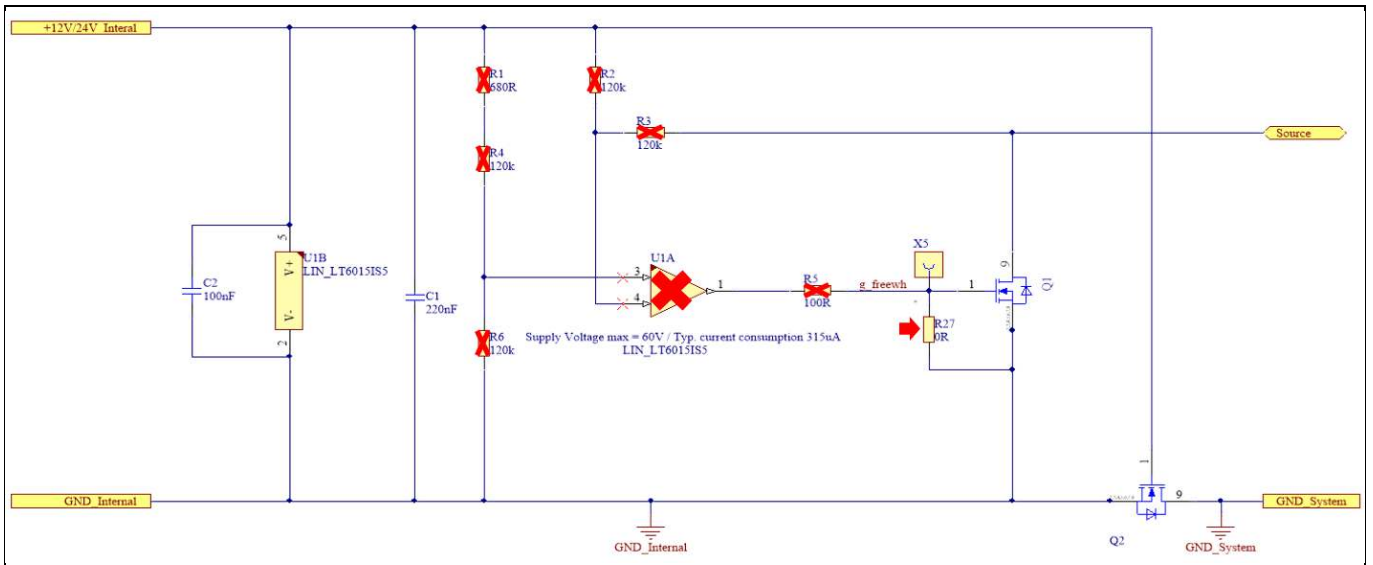 +12V/24V Interal
R1
680R
R2
120k
R3
120k
Source
R4
120k
5
V+
V-
2
U1B
LIN_LT6015IS5
C2
100nF
C1
220nF
U1A
3
4
1
X5
R5
100R
g_freewh
1
9
Q1
R27
0R
R6
120k
Supply Voltage max = 60V / Typ. current consumption 315uA
LIN_LT6015IS5
1
GND_Internal
9
GND_System
GND_Internal
Q2
GND_System